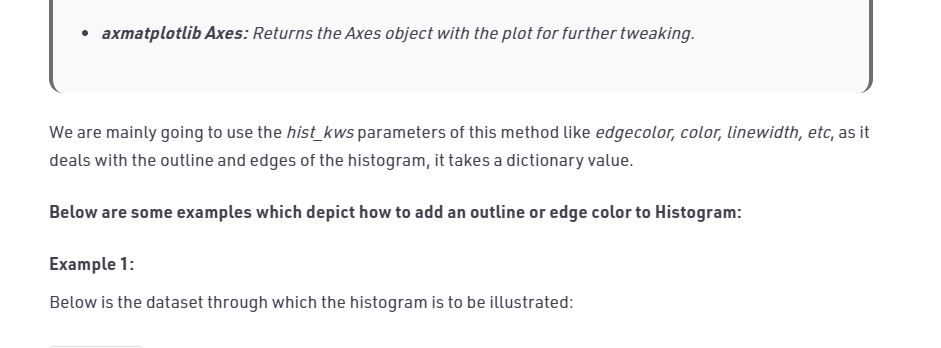 • axmatplotlib Axes: Returns the Axes object with the plot for further tweaking.
We are mainly going to use the hist_kws parameters of this method like edgecolor, color, linewidth, etc, as it
deals with the outline and edges of the histogram, it takes a dictionary value.
Below are some examples which depict how to add an outline or edge color to Histogram:
Example 1:
Below is the dataset through which the histogram is to be illustrated: